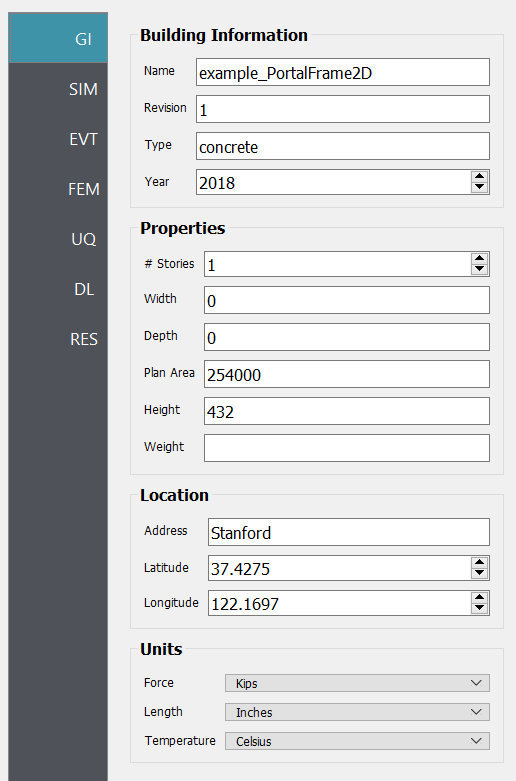 GI
SIM
EVT
FEM
UQ
DL
RES
Building Information
Name example_PortalFrame2D
Revision 1
Type concrete
Year 2018
Properties
# Stories 1
Width 0
Depth 0
Plan Area 254000
Height 432
Weight
Location
Address Stanford
Latitude 37.4275
Longitude 122.1697
Units
Force Kips
Length Inches
Temperature Celsius